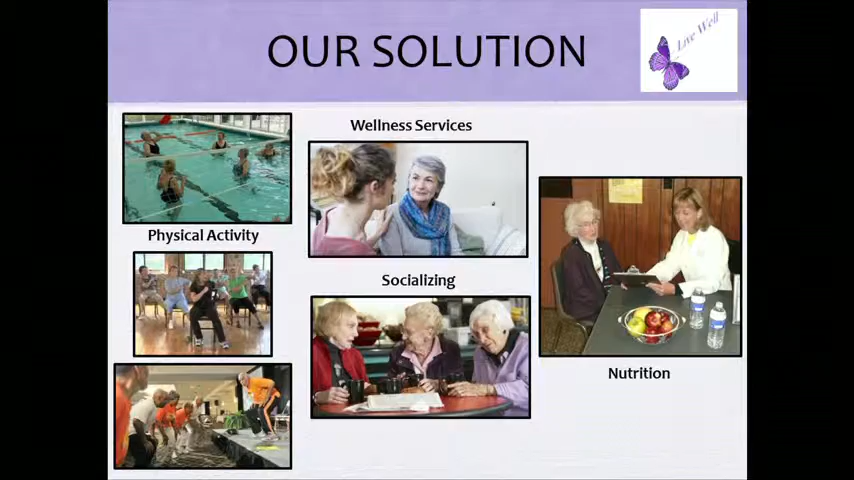 OUR SOLUTION
Live Well
Wellness Services
Physical Activity
Socializing
Nutrition